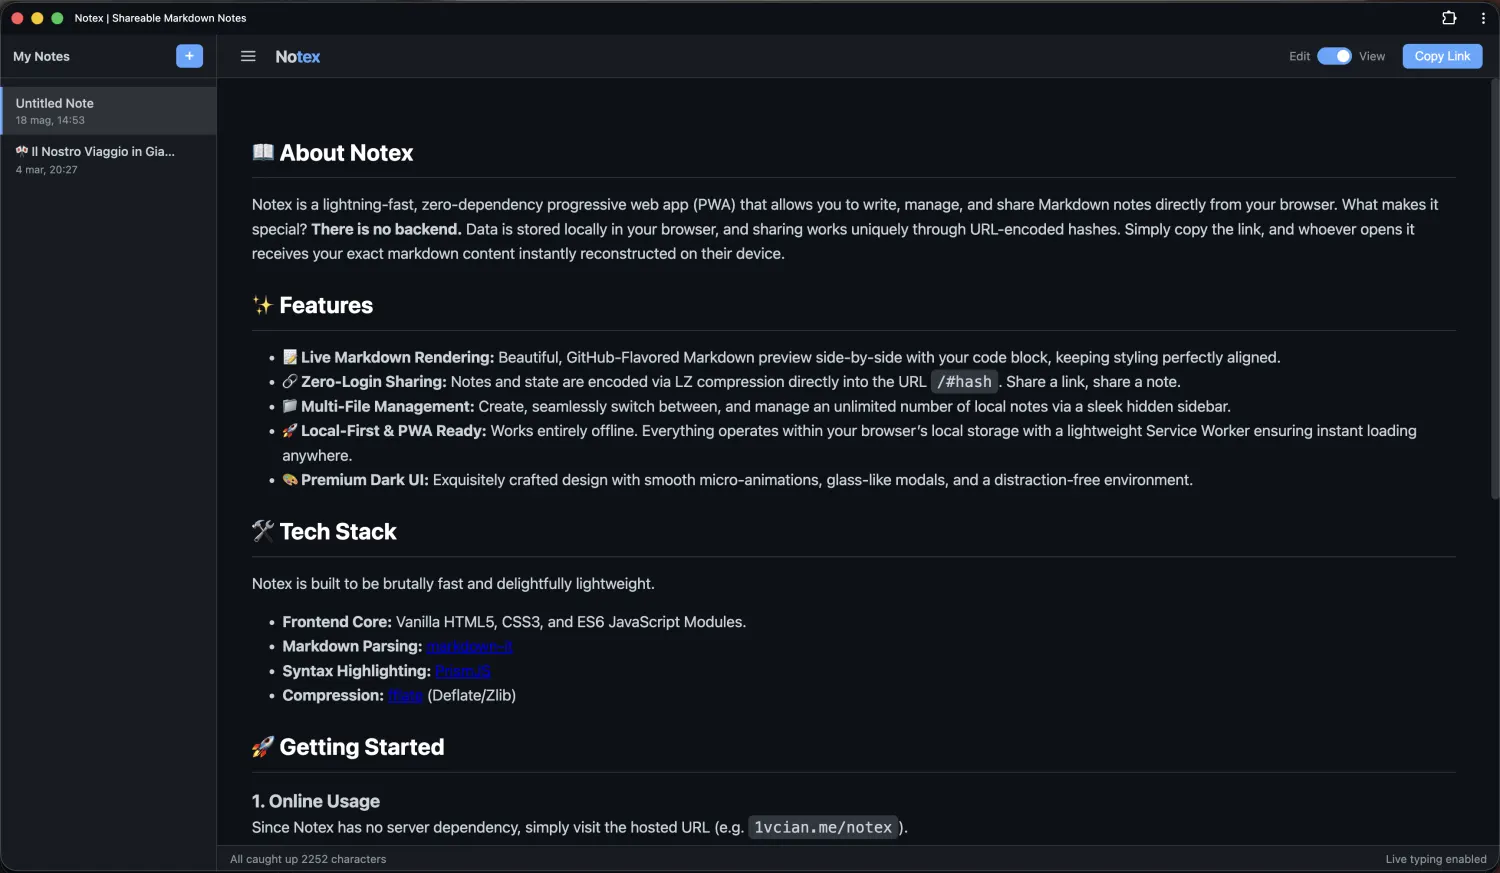 Notex | Shareable Markdown Notes
My Notes
+
Notex
Edit
View
Copy Link
Untitled Note
18 mag, 14:53
🎌 Il Nostro Viaggio in Gia...
4 mar, 20:27
📖 About Notex
Notex is a lightning-fast, zero-dependency progressive web app (PWA) that allows you to write, manage, and share Markdown notes directly from your browser. What makes it
special? There is no backend. Data is stored locally in your browser, and sharing works uniquely through URL-encoded hashes. Simply copy the link, and whoever opens it
receives your exact markdown content instantly reconstructed on their device.
✨ Features
• 📝 Live Markdown Rendering: Beautiful, GitHub-Flavored Markdown preview side-by-side with your code block, keeping styling perfectly aligned.
• 🔗 Zero-Login Sharing: Notes and state are encoded via LZ compression directly into the URL /#hash. Share a link, share a note.
• 📁 Multi-File Management: Create, seamlessly switch between, and manage an unlimited number of local notes via a sleek hidden sidebar.
• 🚀 Local-First & PWA Ready: Works entirely offline. Everything operates within your browser’s local storage with a lightweight Service Worker ensuring instant loading
anywhere.
• 🎨 Premium Dark UI: Exquisitely crafted design with smooth micro-animations, glass-like modals, and a distraction-free environment.
🛠️ Tech Stack
Notex is built to be brutally fast and delightfully lightweight.
• Frontend Core: Vanilla HTML5, CSS3, and ES6 JavaScript Modules.
• Markdown Parsing: markdown-it
• Syntax Highlighting: PrismJS
• Compression: fflate (Deflate/Zlib)
🚀 Getting Started
1. Online Usage
Since Notex has no server dependency, simply visit the hosted URL (e.g. 1vcian.me/notex).
All caught up 2252 characters
Live typing enabled